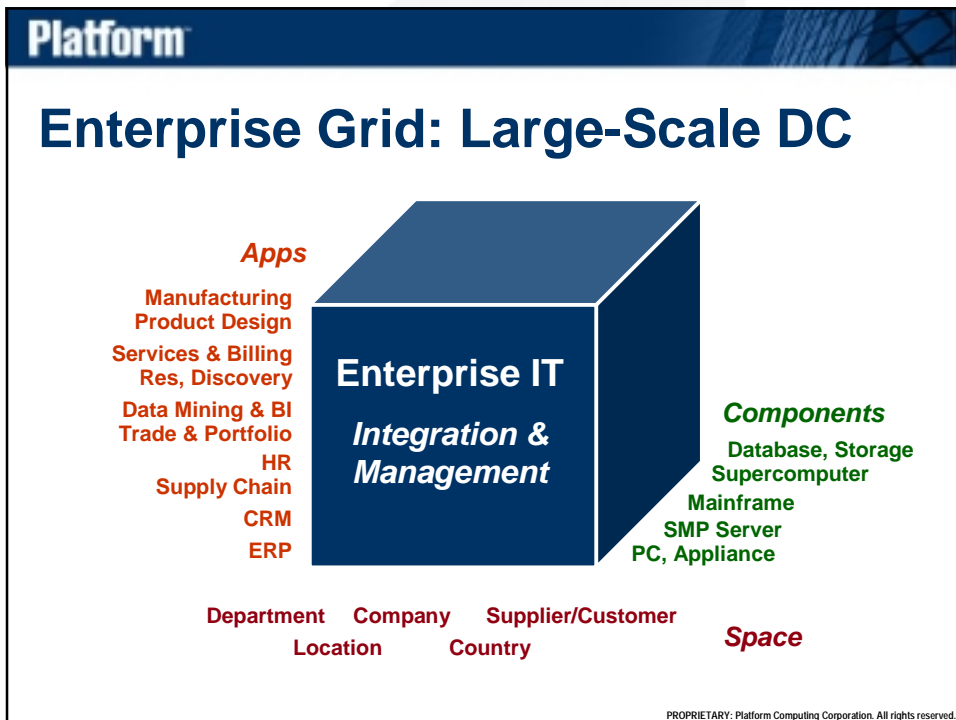 Platform
Enterprise Grid: Large-Scale DC
Apps
Manufacturing
Product Design
Services & Billing
Res, Discovery
Data Mining & BI
Trade & Portfolio
HR
Supply Chain
CRM
ERP
Enterprise IT
Integration &
Management
Components
Database, Storage
Supercomputer
Mainframe
SMP Server
PC, Appliance
Department Company Supplier/Customer
Location Country
Space
PROPRIETARY: Platform Computing Corporation. All rights reserved.